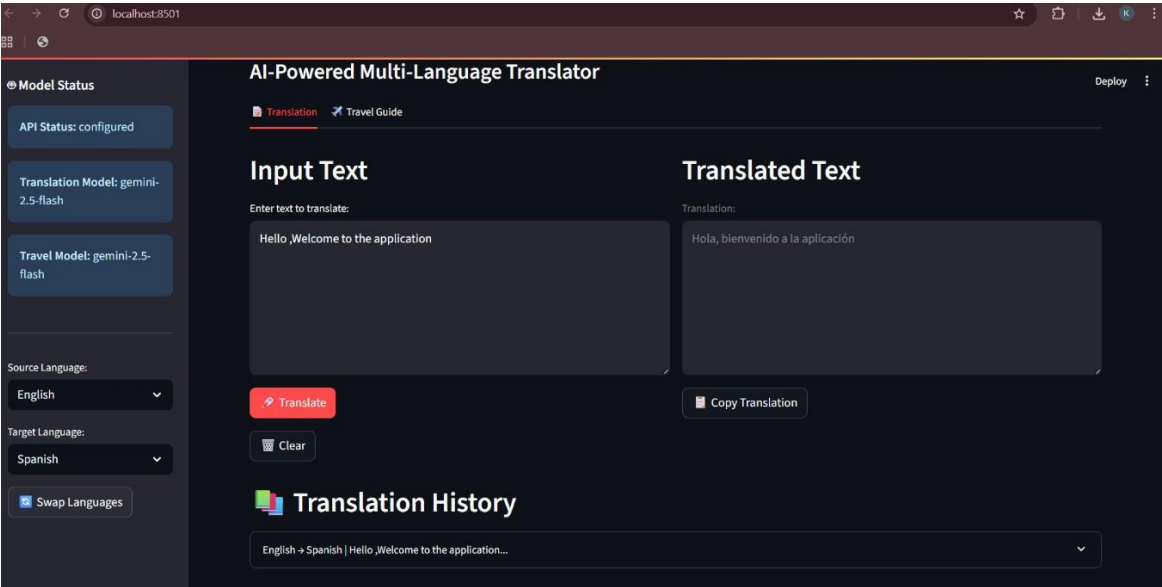 localhost:8501
K
Model Status
API Status: configured
Translation Model: gemini-
2.5-flash
Travel Model: gemini-2.5-
flash
Source Language:
English
Target Language:
Spanish
Swap Languages
Deploy
AI-Powered Multi-Language Translator
Translation
Travel Guide
Input Text
Enter text to translate:
Hello ,Welcome to the application
Translate
Clear
Translated Text
Translation:
Hola, bienvenido a la aplicación
Copy Translation
Translation History
English → Spanish | Hello ,Welcome to the application...